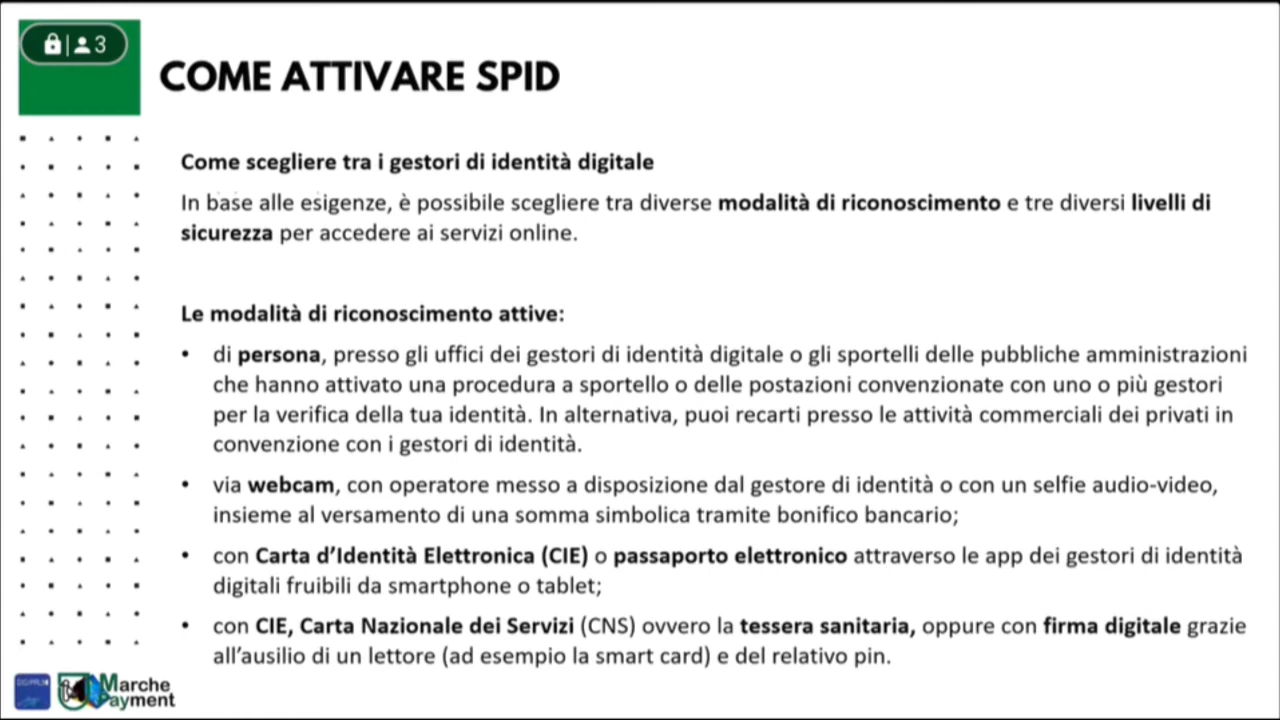 3
COME ATTIVARE SPID
Come scegliere tra i gestori di identità digitale
In base alle esigenze, è possibile scegliere tra diverse modalità di riconoscimento e tre diversi livelli di
sicurezza per accedere ai servizi online.
Le modalità di riconoscimento attive:
• di persona, presso gli uffici dei gestori di identità digitale o gli sportelli delle pubbliche amministrazioni
che hanno attivato una procedura a sportello o delle postazioni convenzionate con uno o più gestori
per la verifica della tua identità. In alternativa, puoi recarti presso le attività commerciali dei privati in
convenzione con i gestori di identità.
• via webcam, con operatore messo a disposizione dal gestore di identità o con un selfie audio-video,
insieme al versamento di una somma simbolica tramite bonifico bancario;
• con Carta d'Identità Elettronica (CIE) o passaporto elettronico attraverso le app dei gestori di identità
digitali fruibili da smartphone o tablet;
• con CIE, Carta Nazionale dei Servizi (CNS) ovvero la tessera sanitaria, oppure con firma digitale grazie
all'ausilio di un lettore (ad esempio la smart card) e del relativo pin.
Marche
Payment